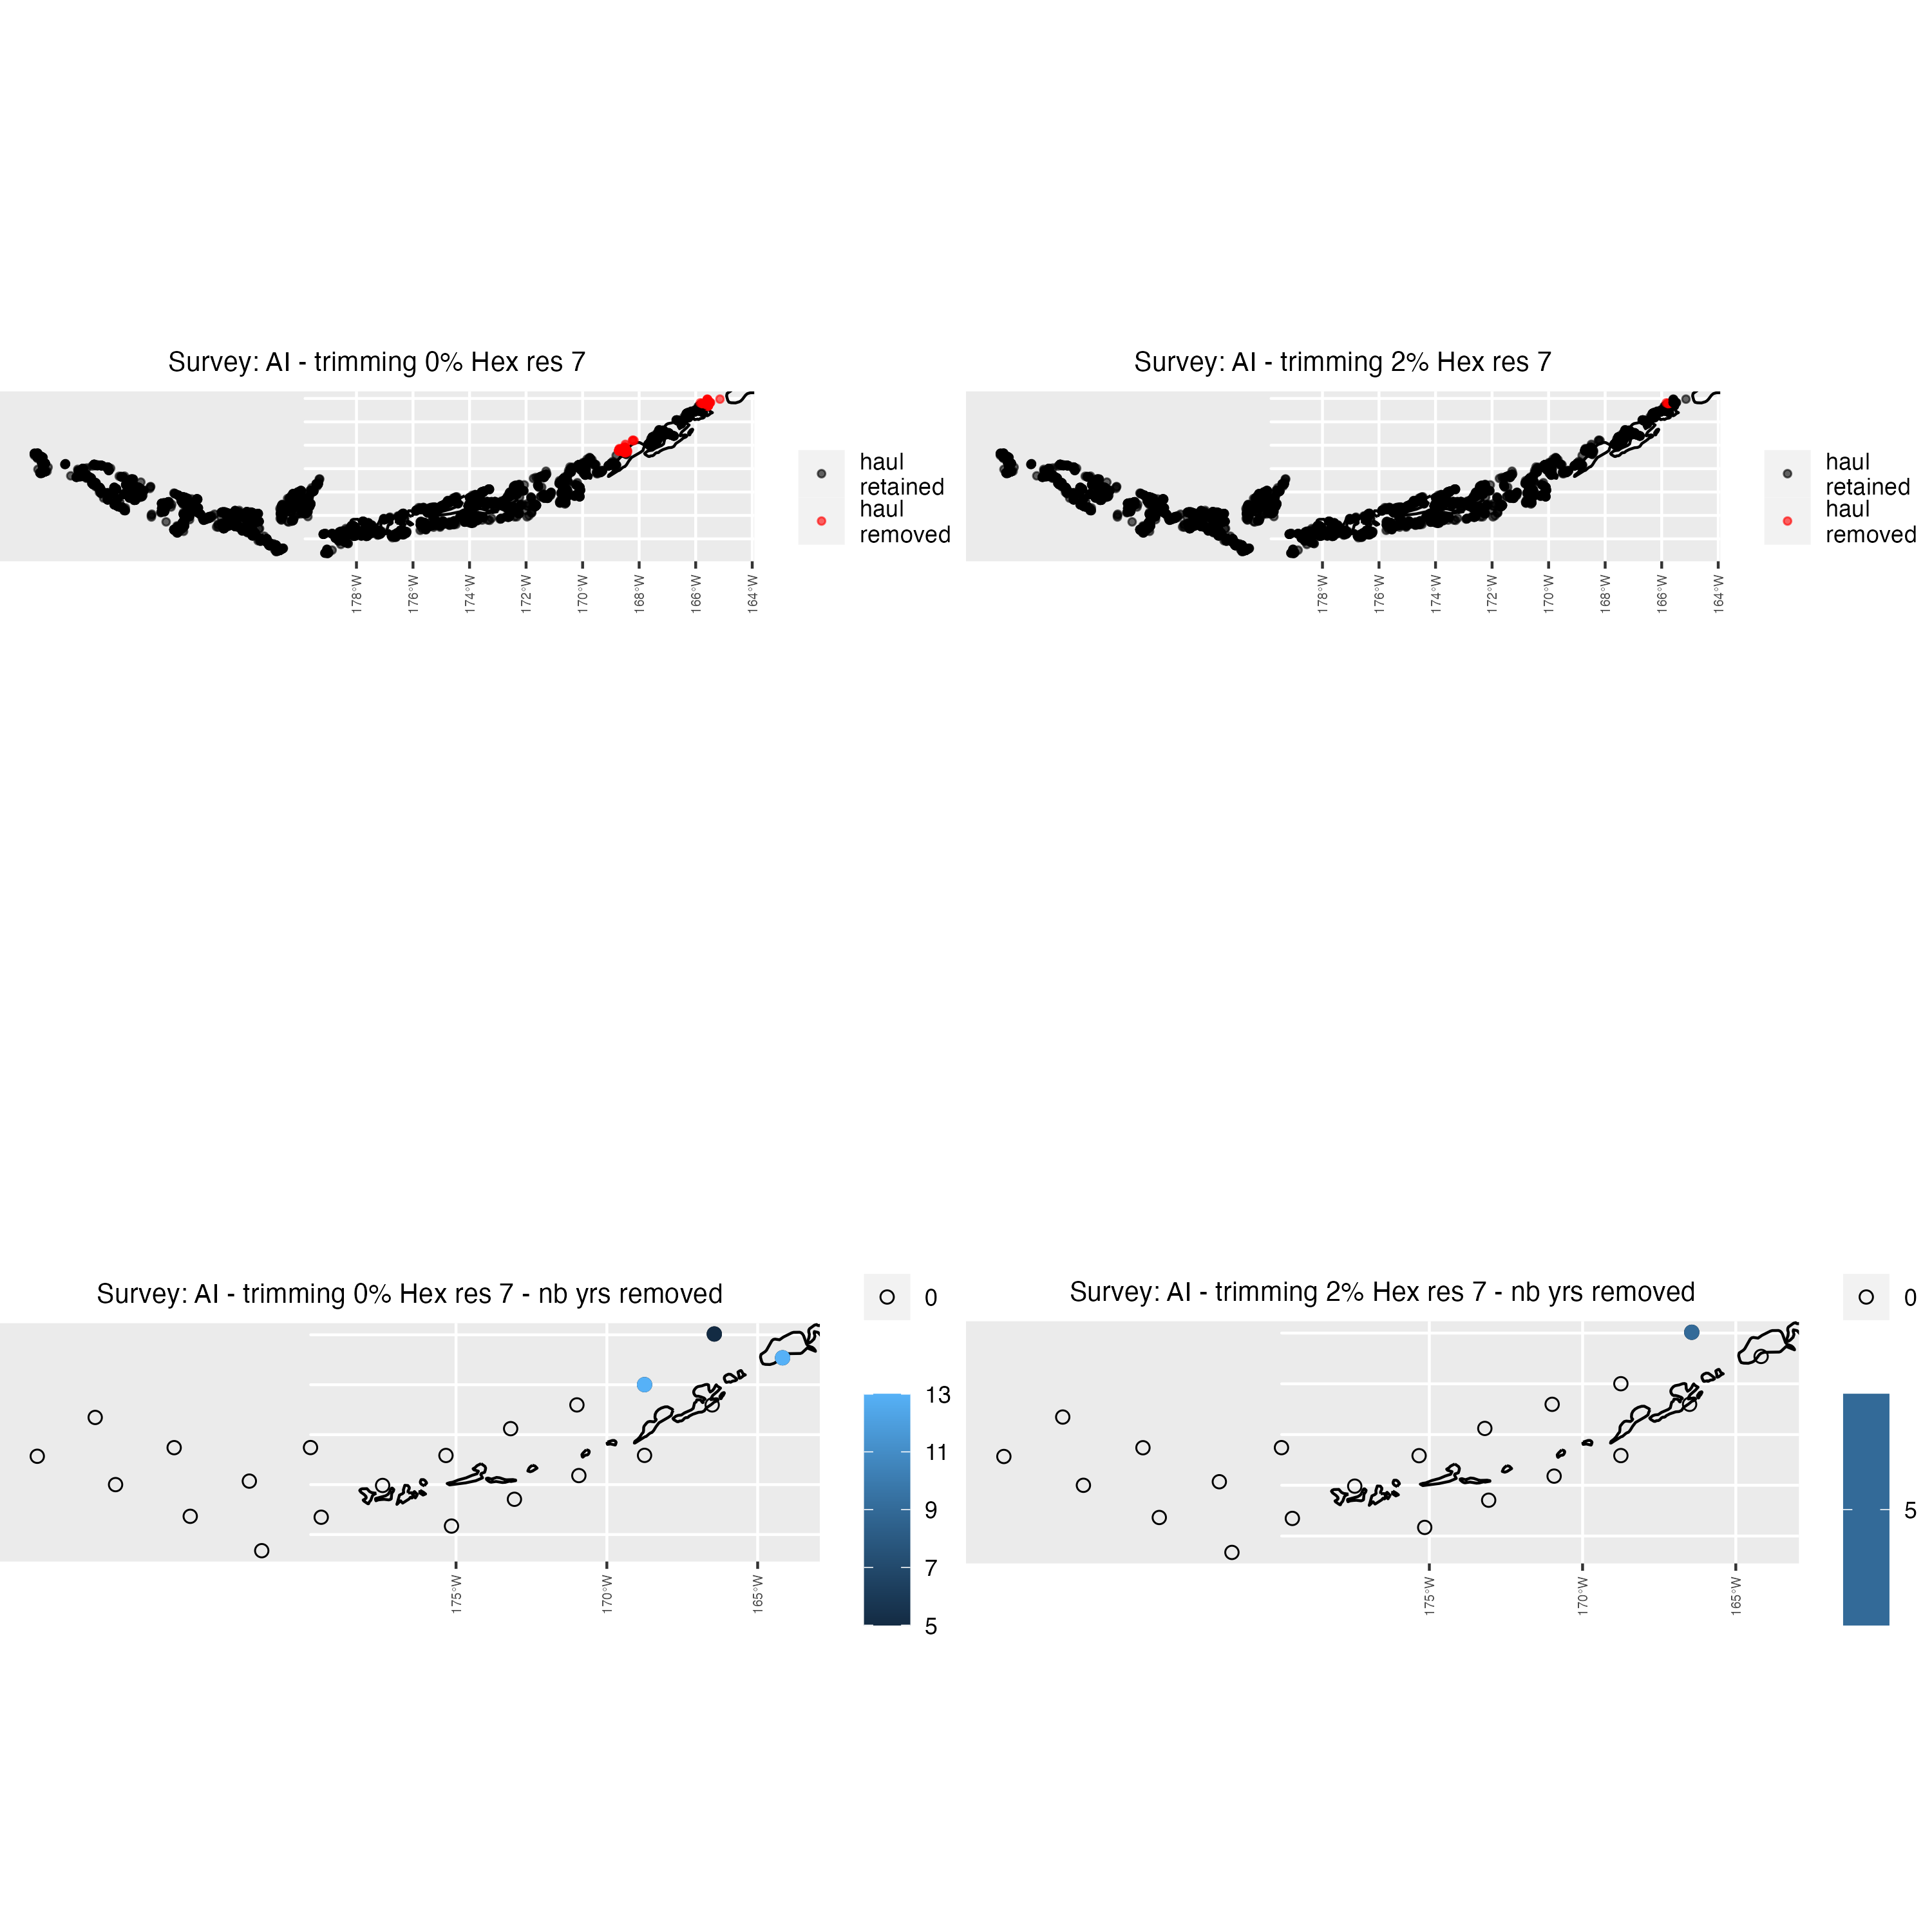 Survey: AI - trimming 0% Hex res 7
haul
retained
haul
removed
178°W
176°W
174°W
172°W
170°W
168°W
166°W
164°W
Survey: AI - trimming 2% Hex res 7
haul
retained
haul
removed
178°W
176°W
174°W
172°W
170°W
168°W
166°W
164°W
Survey: AI - trimming 0% Hex res 7 - nb yrs removed
0
13
11
9
7
5
175°W
170°W
165°W
Survey: AI - trimming 2% Hex res 7 - nb yrs removed
0
5
175°W
170°W
165°W